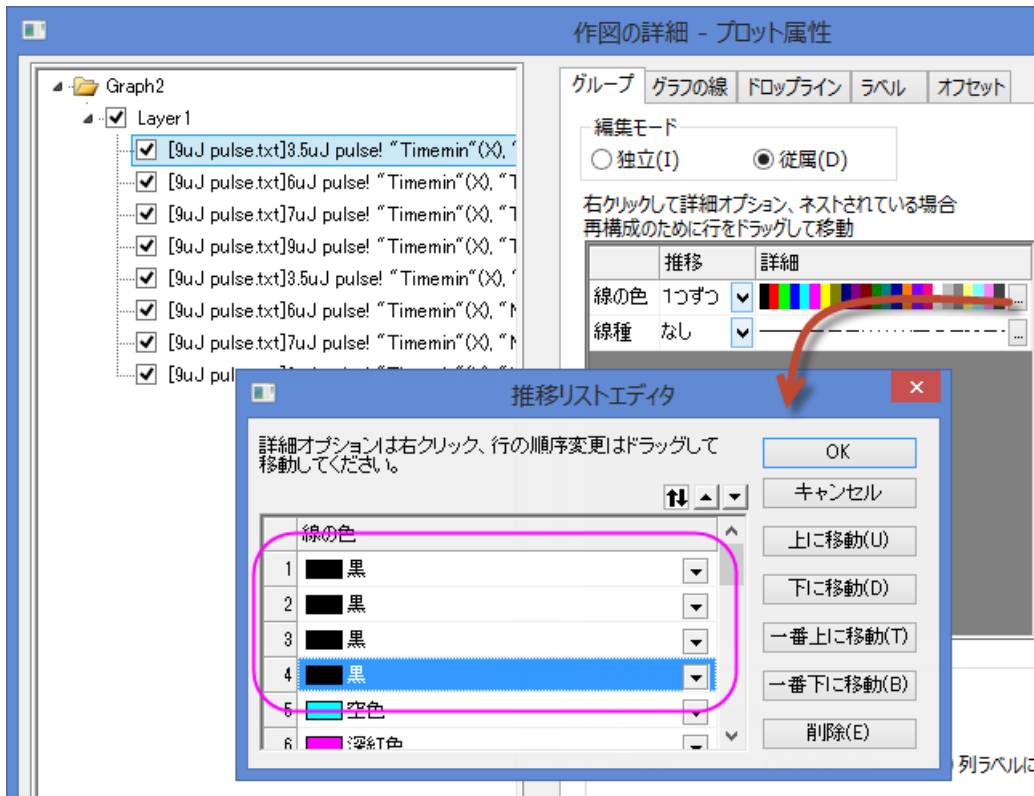 作図の詳細 - プロット属性
Graph2
Layer1
[9uJ pulse.txt]3.5uJ pulse! "Timemin"(X), "
[9uJ pulse.txt]6uJ pulse! "Timemin"(X), "T
[9uJ pulse.txt]7uJ pulse! "Timemin"(X), "T
[9uJ pulse.txt]9uJ pulse! "Timemin"(X), "T
[9uJ pulse.txt]3.5uJ pulse! "Timemin"(X), "
[9uJ pulse.txt]6uJ pulse! "Timemin"(X), "N
[9uJ pulse.txt]7uJ pulse! "Timemin"(X), "N
[9uJ pul
グループ グラフの線 ドロップライン ラベル オフセット
編集モード
独立(I) 従属(D)
右クリックして詳細オプション、ネストされている場合
再構成のために行をドラッグして移動
推移 詳細
線の色 1つずつ ...
線種 なし ...
推移リストエディタ
詳細オプションは右クリック、行の順序変更はドラッグして
移動してください。
線の色
1 黒
2 黒
3 黒
4 黒
5 空色
6 深紅色
OK
キャンセル
上に移動(U)
下に移動(D)
一番上に移動(T)
一番下に移動(B)
削除(E)
列ラベルに